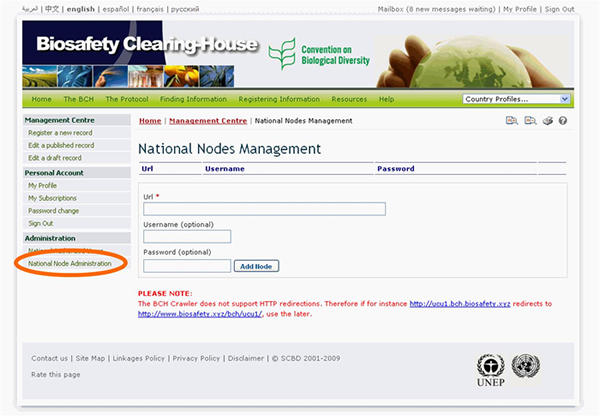 العربية | 中文 | english | español | français | русский
Mailbox (8 new messages waiting) | My Profile | Sign Out
Biosafety Clearing-House
Convention on
Biological Diversity
Home The BCH The Protocol Finding Information Registering Information Resources Help Country Profiles...
Management Centre
Register a new record
Edit a published record
Edit a draft record
Personal Account
My Profile
My Subscriptions
Password change
Sign Out
Administration
National Node Administration
Home | Management Centre | National Nodes Management
National Nodes Management
Url Username Password
Url *
Username (optional)
Password (optional)
Add Node
PLEASE NOTE:
The BCH Crawler does not support HTTP redirections. Therefore if for instance http://ucu1.bch.biosafety.xyz redirects to
http://www.biosafety.xyz/bch/ucu1/, use the later.
Contact us | Site Map | Linkages Policy | Privacy Policy | Disclaimer | © SCBD 2001-2009
Rate this page
UNEP